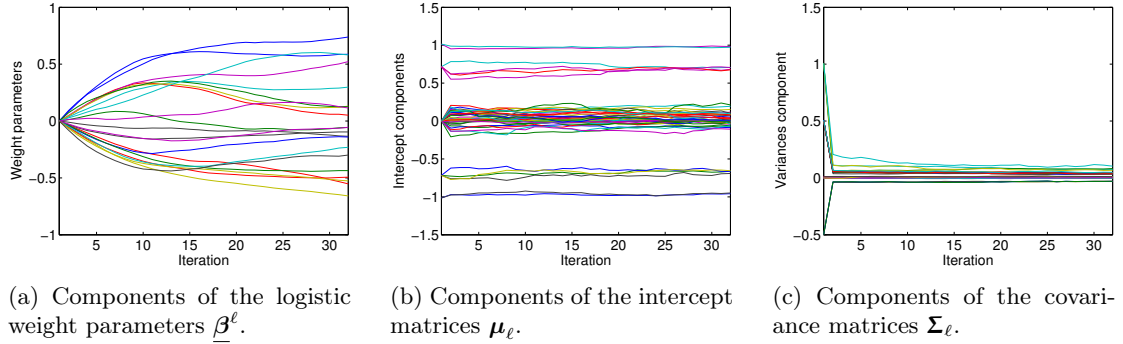 1
0.5
0
−0.5
−1
5 10 15 20 25 30
Iteration
Weight parameters
1.5
1
0.5
0
−0.5
−1
−1.5
5 10 15 20 25 30
Iteration
Intercept components
1.5
1
0.5
0
−0.5
5 10 15 20 25 30
Iteration
Variances component
(a) Components of the logistic
weight parameters β^ℓ.
(b) Components of the intercept
matrices μ_ℓ.
(c) Components of the covari-
ance matrices Σ_ℓ.